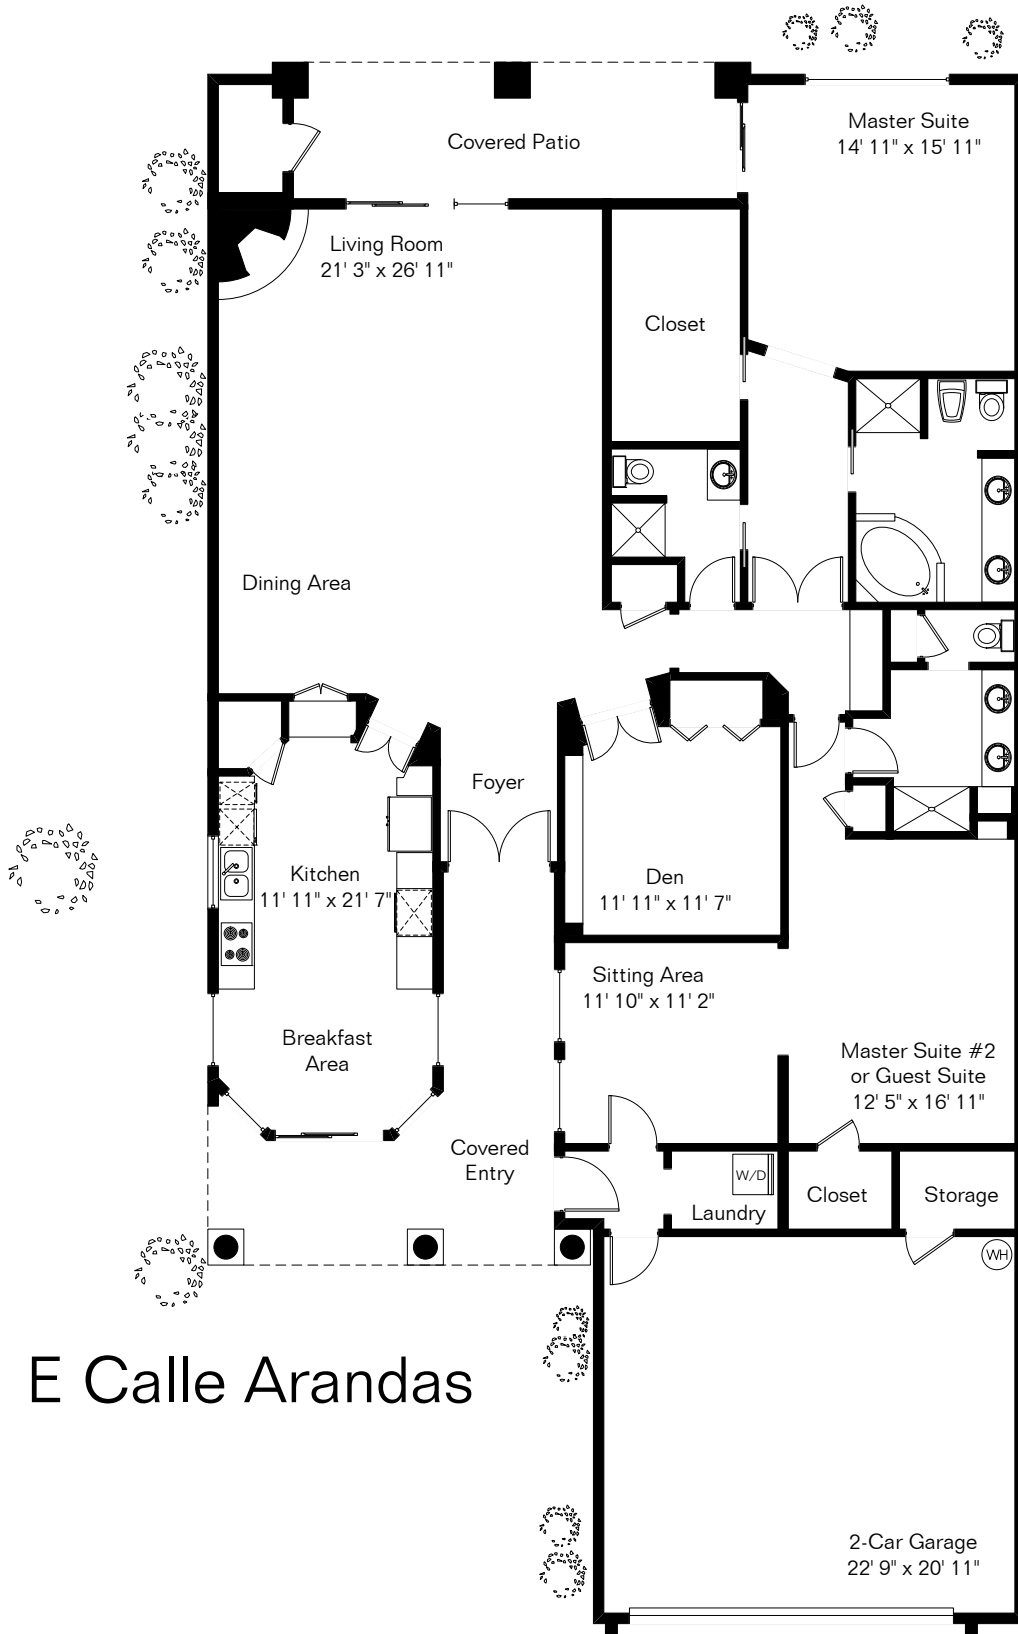 Master Suite
14' 11" x 15' 11"
Covered Patio
Living Room
21' 3" x 26' 11"
Closet
Dining Area
Foyer
Kitchen
11' 11" x 21' 7"
Den
11' 11" x 11' 7"
Sitting Area
11' 10" x 11' 2"
Breakfast
Area
Master Suite #2
or Guest Suite
12' 5" x 16' 11"
Covered
Entry
W/D
Laundry
Closet
Storage
WH
E Calle Arandas
2-Car Garage
22' 9" x 20' 11"